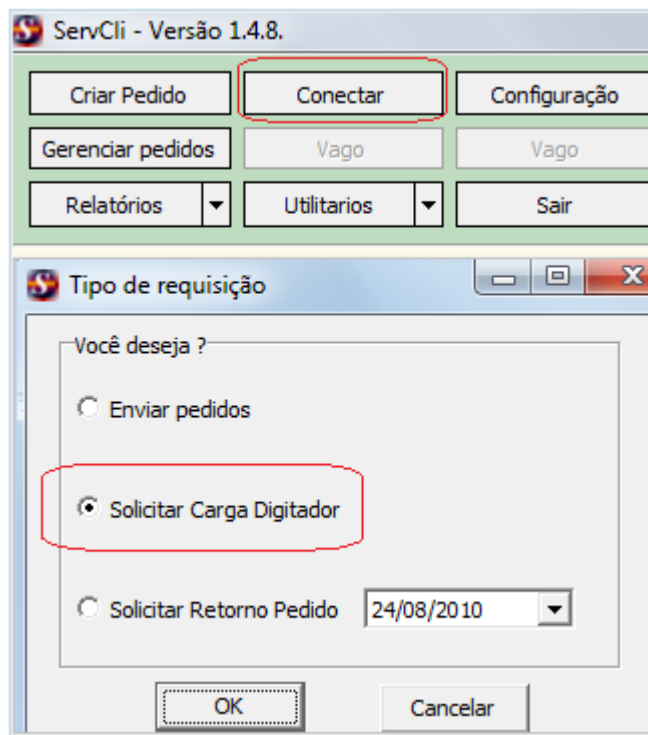 ServCli - Versão 1.4.8.
Criar Pedido Conectar Configuração
Gerenciar pedidos Vago Vago
Relatórios Utilitarios Sair
Tipo de requisição
Você deseja ?
Enviar pedidos
Solicitar Carga Digitador
Solicitar Retorno Pedido 24/08/2010
OK Cancelar